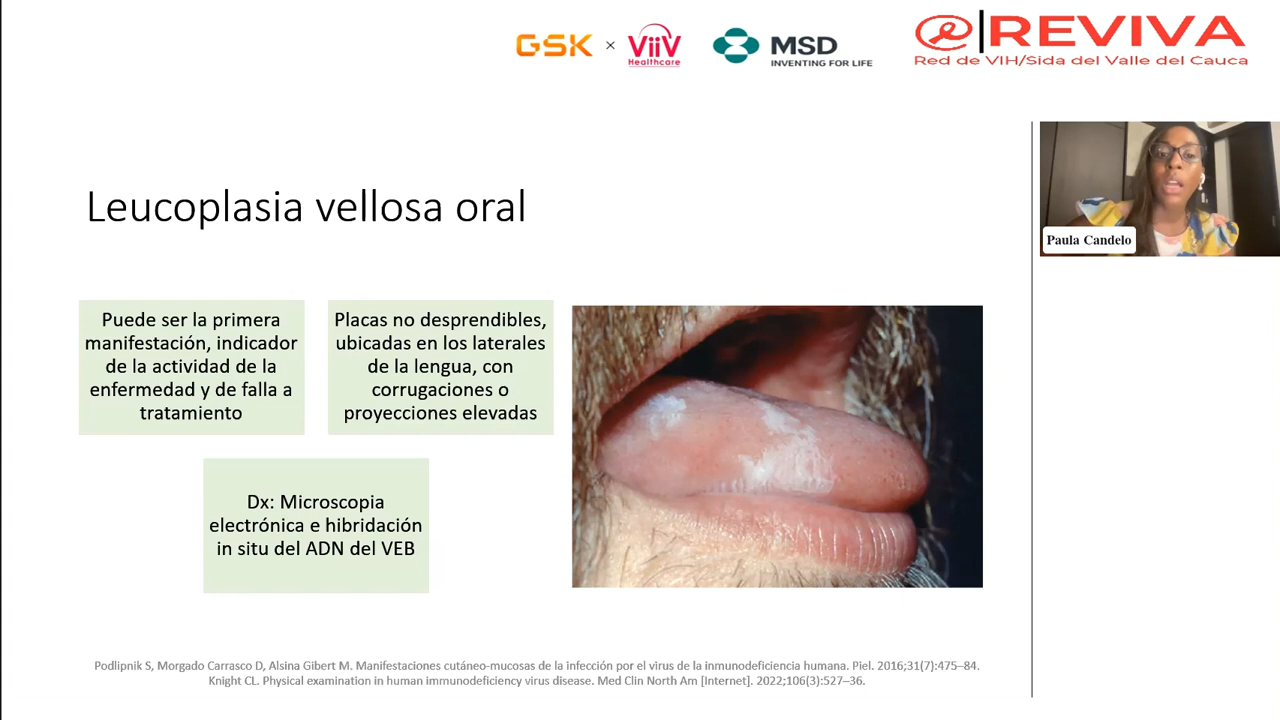 GSK × ViiV
Healthcare
MSD
INVENTING FOR LIFE
REVIVA
Red de VIH/Sida del Valle del Cauca
Leucoplasia vellosa oral
Puede ser la primera
manifestación, indicador
de la actividad de la
enfermedad y de falla a
tratamiento
Placas no desprendibles,
ubicadas en los laterales
de la lengua, con
corrugaciones o
proyecciones elevadas
Dx: Microscopia
electrónica e hibridación
in situ del ADN del VEB
Paula Candelo
Podlipnik S, Morgado Carrasco D, Alsina Gibert M. Manifestaciones cutáneo-mucosas de la infección por el virus de la inmunodeficiencia humana. Piel. 2016;31(7):475–84.
Knight CL. Physical examination in human immunodeficiency virus disease. Med Clin North Am [Internet]. 2022;106(3):527–36.